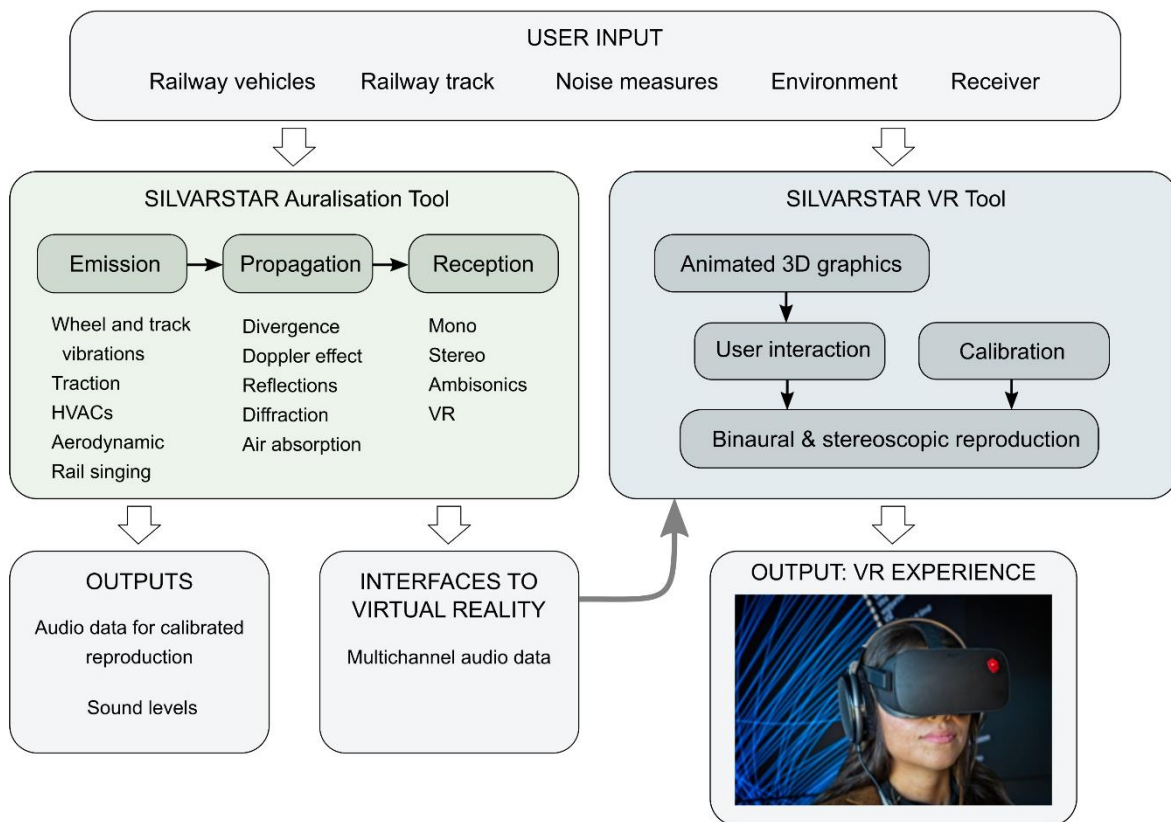 USER INPUT
Railway vehicles Railway track Noise measures Environment Receiver
SILVARSTAR Auralisation Tool
Emission Propagation Reception
Wheel and track
vibrations
Traction
HVACs
Aerodynamic
Rail singing
Divergence
Doppler effect
Reflections
Diffraction
Air absorption
Mono
Stereo
Ambisonics
VR
SILVARSTAR VR Tool
Animated 3D graphics
User interaction
Calibration
Binaural & stereoscopic reproduction
OUTPUTS
Audio data for calibrated
reproduction
Sound levels
INTERFACES TO
VIRTUAL REALITY
Multichannel audio data
OUTPUT: VR EXPERIENCE